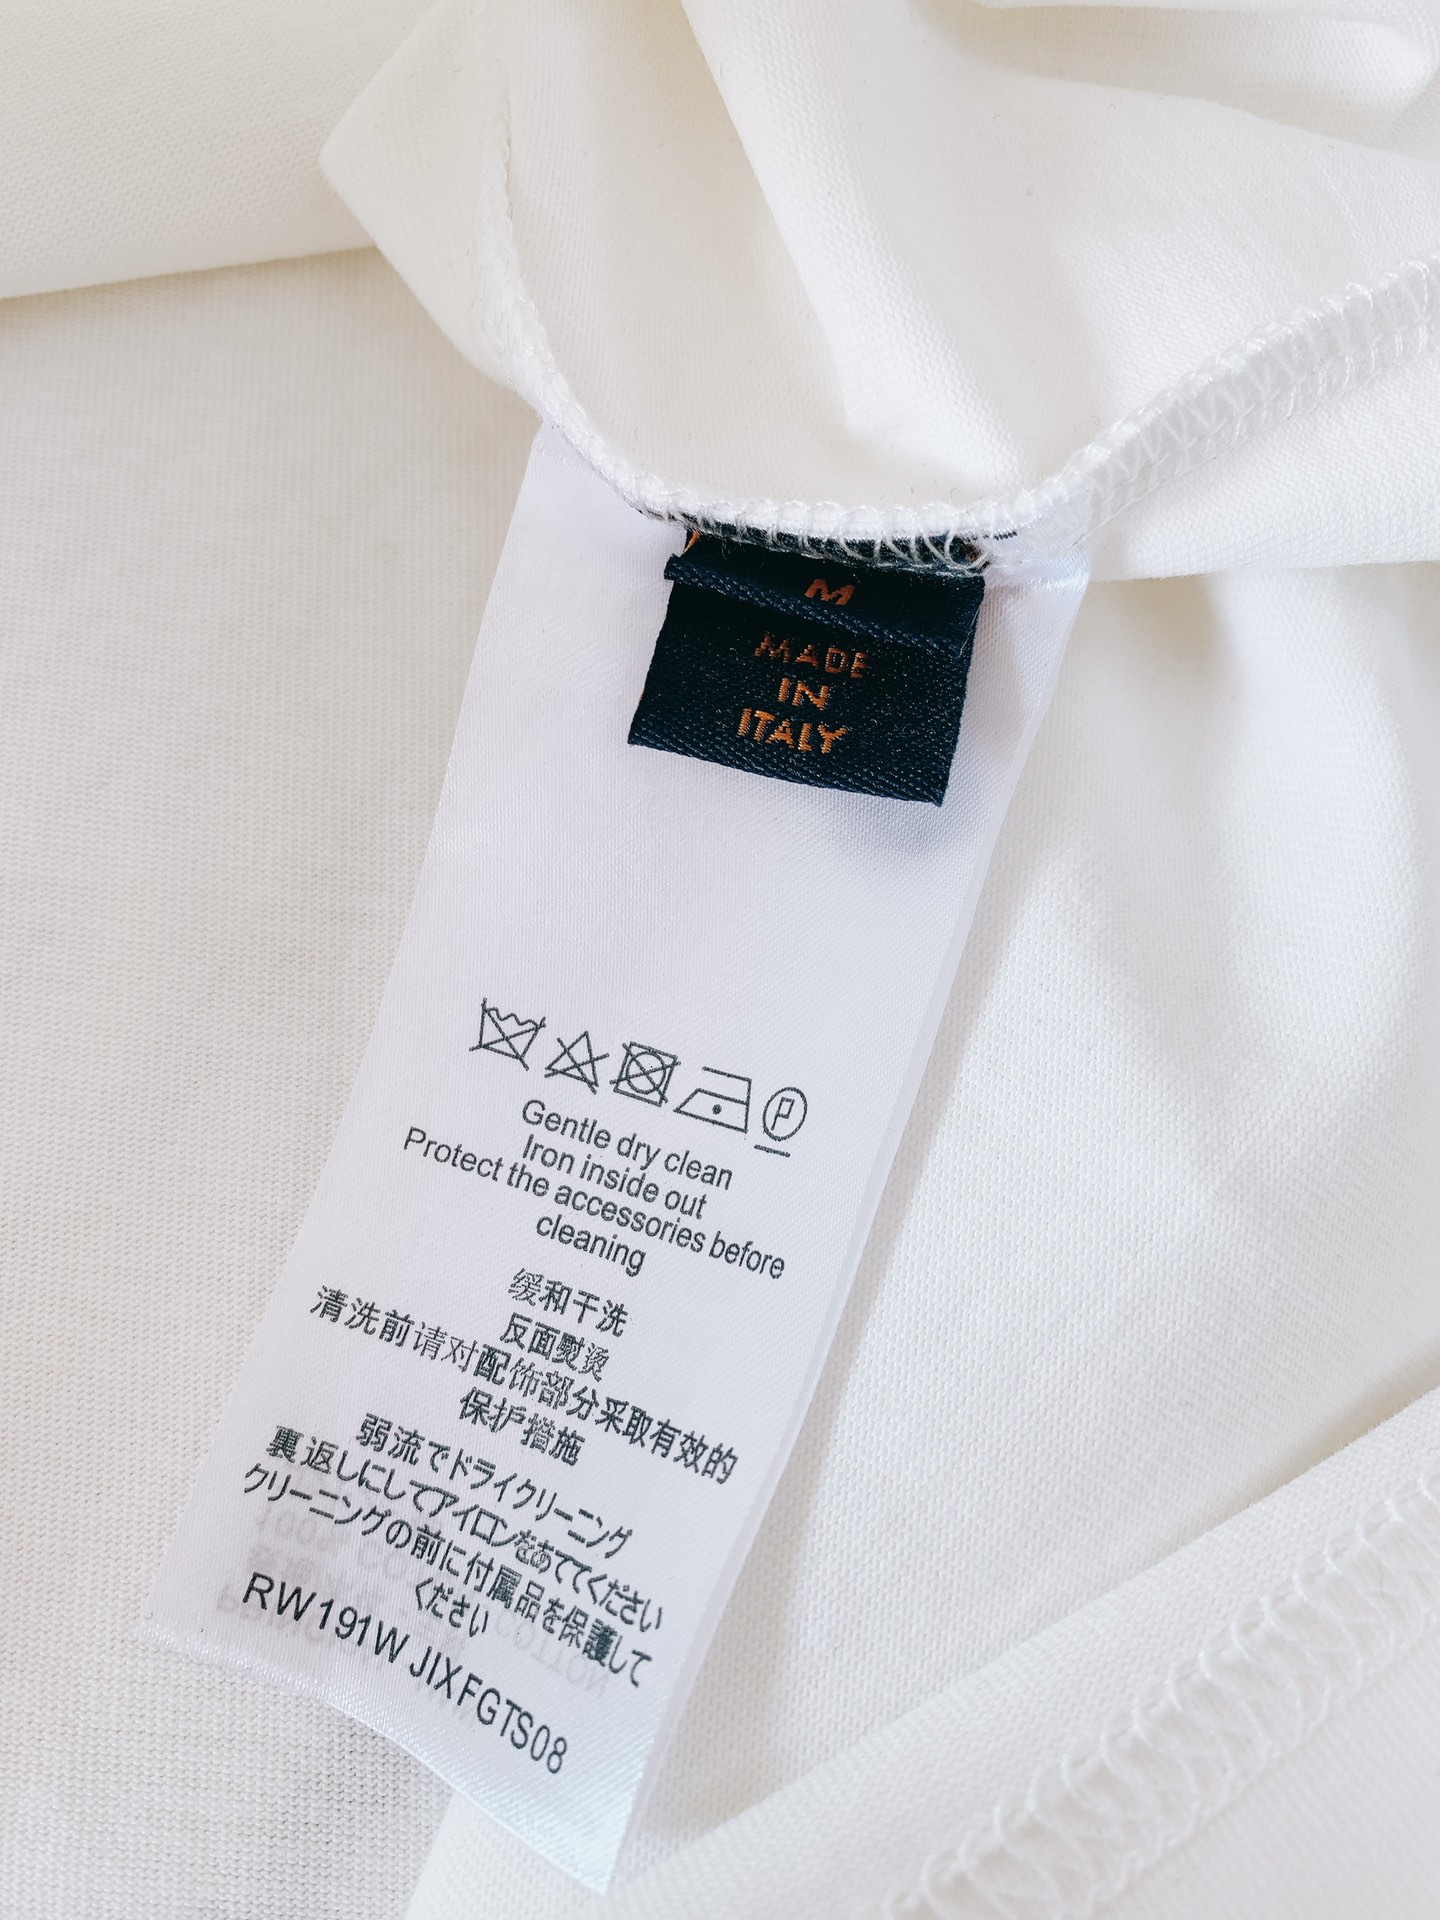 M
MADE
IN
ITALY
Gentle dry clean
Iron inside out
Protect the accessories before
cleaning
缓和干洗
反面熨烫
清洗前请对配饰部分采取有效的
保护措施
弱流でドライクリーニング
裏返しにしてアイロンをあててください
クリーニングの前に付属品を保護して
ください
RW191W JIXFGTS08